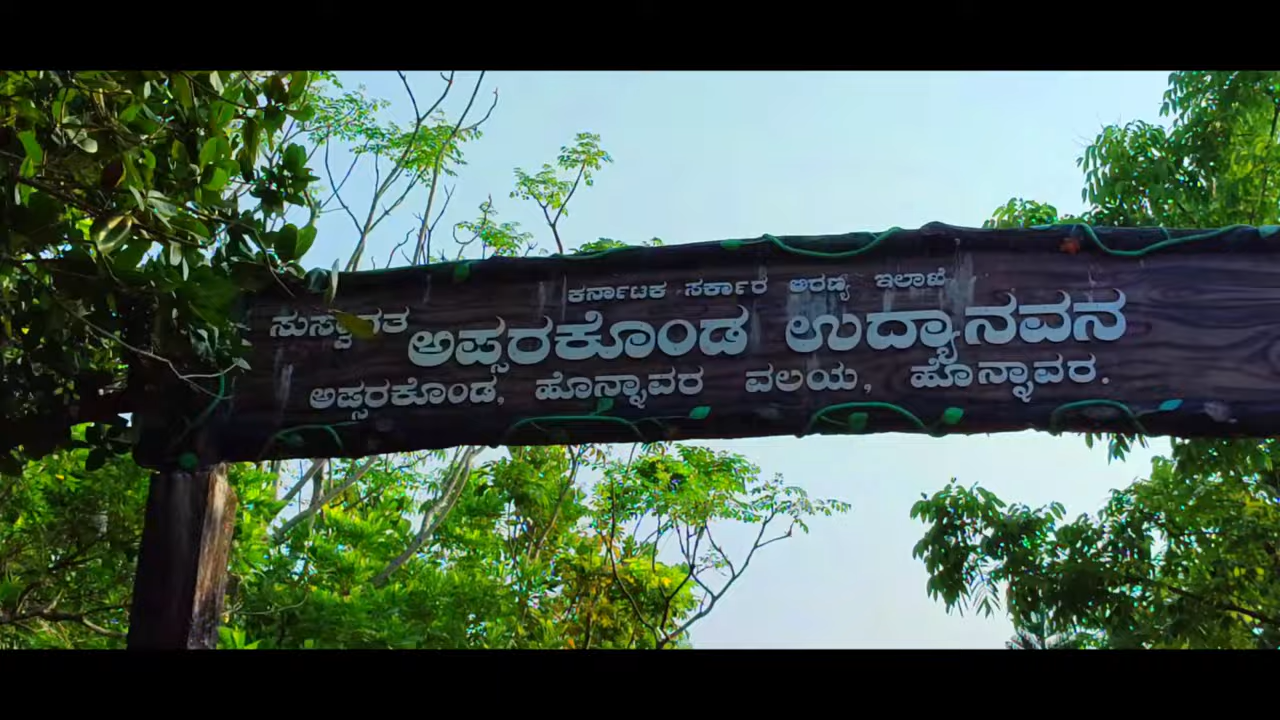 ಕರ್ನಾಟಕ ಸರ್ಕಾರ ಅರಣ್ಯ ಇಲಾಖೆ
ಸುಸ್ವಾಗತ ಅಪ್ಸರಕೊಂಡ ಉದ್ಯಾನವನ
ಅಪ್ಸರಕೊಂಡ, ಹೊನ್ನಾವರ ವಲಯ, ಹೊನ್ನಾವರ.